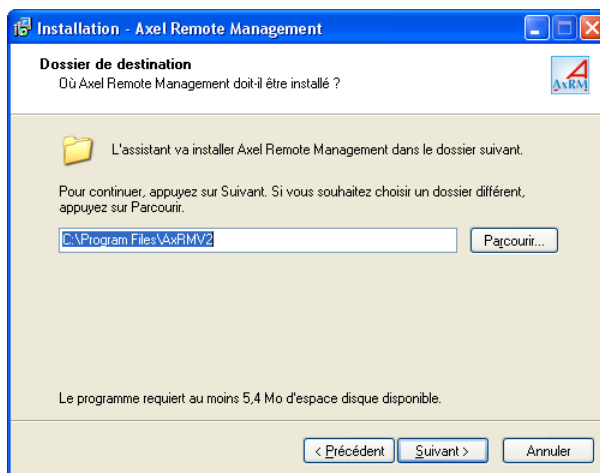 Installation - Axel Remote Management
Dossier de destination
Où Axel Remote Management doit-il être installé ?
AxRM
L'assistant va installer Axel Remote Management dans le dossier suivant.
Pour continuer, appuyez sur Suivant. Si vous souhaitez choisir un dossier différent,
appuyez sur Parcourir.
C:\Program Files\AxRMV2
Parcourir...
Le programme requiert au moins 5,4 Mo d'espace disque disponible.
< Précédent
Suivant >
Annuler